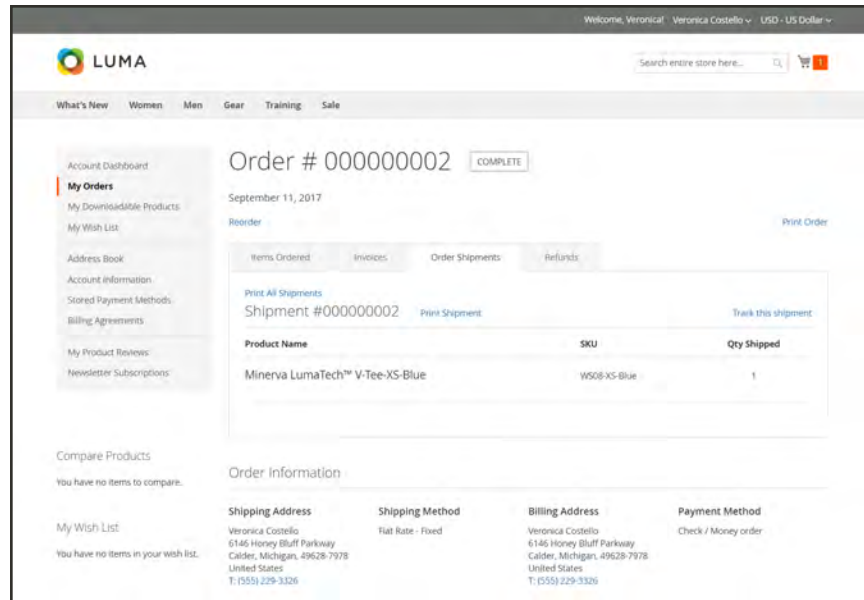 Welcome, Veronica! Veronica Costello USD - US Dollar
LUMA
Search entire store here...
1
What's New Women Men Gear Training Sale
Account Dashboard
My Orders
My Downloadable Products
My Wish List
Address Book
Account Information
Stored Payment Methods
Billing Agreements
My Product Reviews
Newsletter Subscriptions
Compare Products
You have no items to compare.
My Wish List
You have no items in your wish list.
Order # 000000002 COMPLETE
September 11, 2017
Reorder Print Order
Items Ordered Invoices Order Shipments Refunds
Print All Shipments
Shipment #000000002 Print Shipment Track this shipment
Product Name SKU Qty Shipped
Minerva LumaTech™ V-Tee-XS-Blue WS08-XS-Blue 1
Order Information
Shipping Address
Veronica Costello
6146 Honey Bluff Parkway
Calder, Michigan, 49628-7978
United States
T: (555) 229-3326
Shipping Method
Flat Rate - Fixed
Billing Address
Veronica Costello
6146 Honey Bluff Parkway
Calder, Michigan, 49628-7978
United States
T: (555) 229-3326
Payment Method
Check / Money order